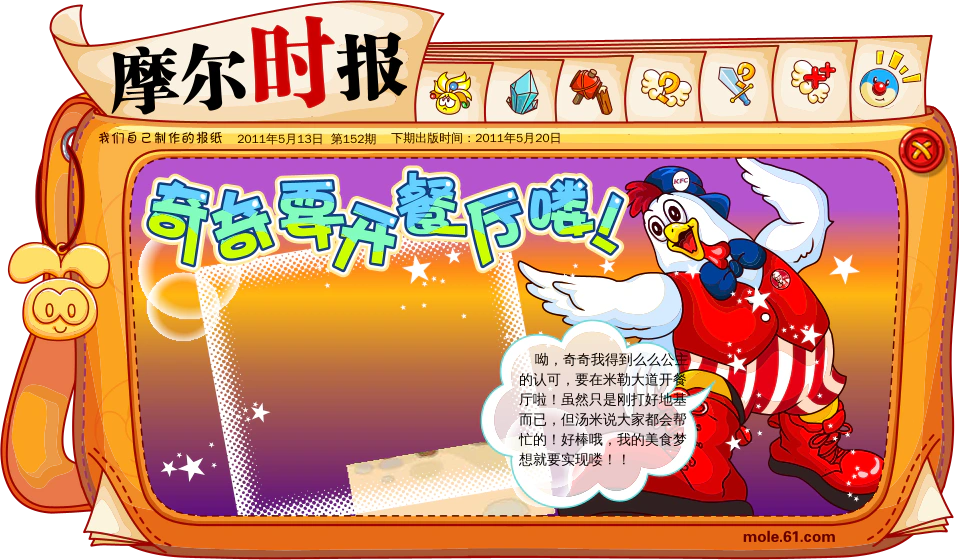 摩尔时报
我们自己制作的报纸 2011年5月13日 第152期 下期出版时间：2011年5月20日
奇奇要开餐厅喽！
KFC
呦，奇奇我得到么么公主
的认可，要在米勒大道开餐
厅啦！虽然只是刚打好地基
而已，但汤米说大家都会帮
忙的！好棒哦，我的美食梦
想就要实现喽！！
mole.61.com